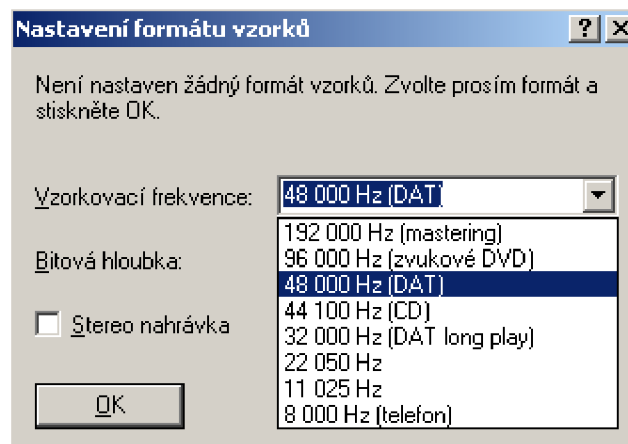 Nastavení formátu vzorků
Není nastaven žádný formát vzorků. Zvolte prosím formát a
stiskněte OK.
Vzorkovací frekvence:
48 000 Hz (DAT)
192 000 Hz (mastering)
96 000 Hz (zvukové DVD)
48 000 Hz (DAT)
44 100 Hz (CD)
32 000 Hz (DAT long play)
22 050 Hz
11 025 Hz
8 000 Hz (telefon)
Bitová hloubka:
Stereo nahrávka
OK